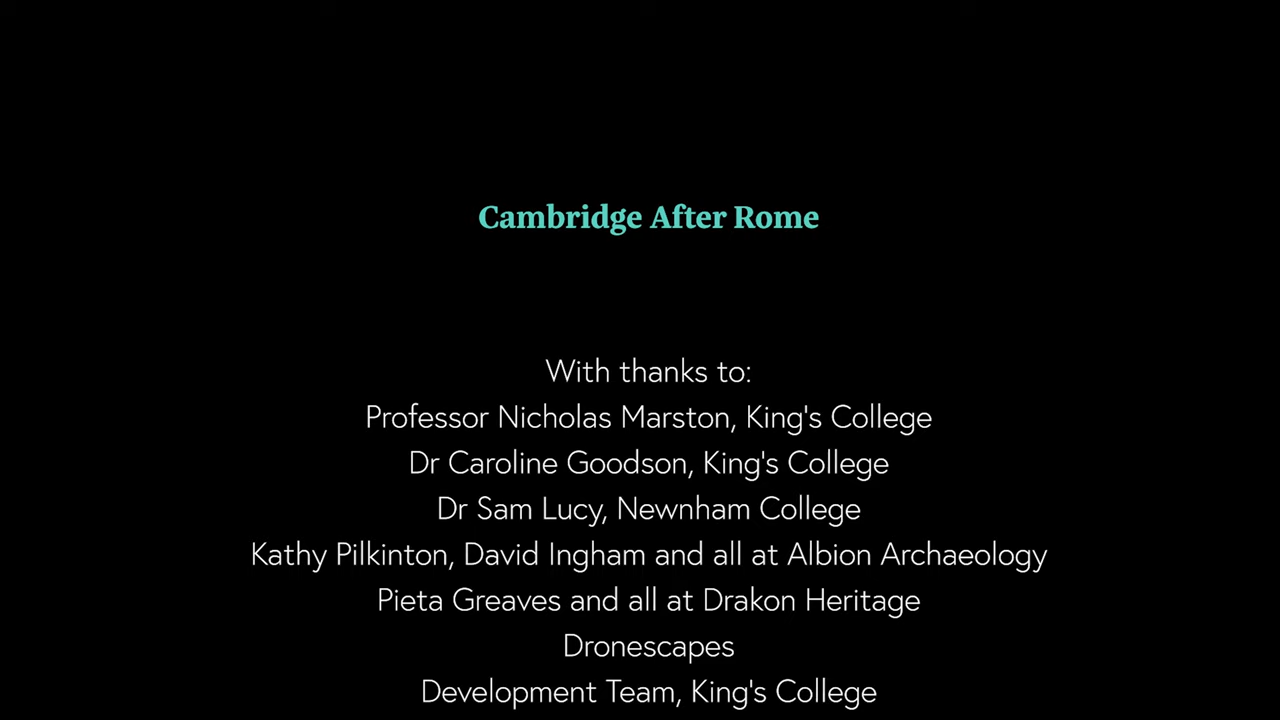 Cambridge After Rome
With thanks to:
Professor Nicholas Marston, King's College
Dr Caroline Goodson, King's College
Dr Sam Lucy, Newnham College
Kathy Pilkinton, David Ingham and all at Albion Archaeology
Pieta Greaves and all at Drakon Heritage
Dronescapes
Development Team, King's College